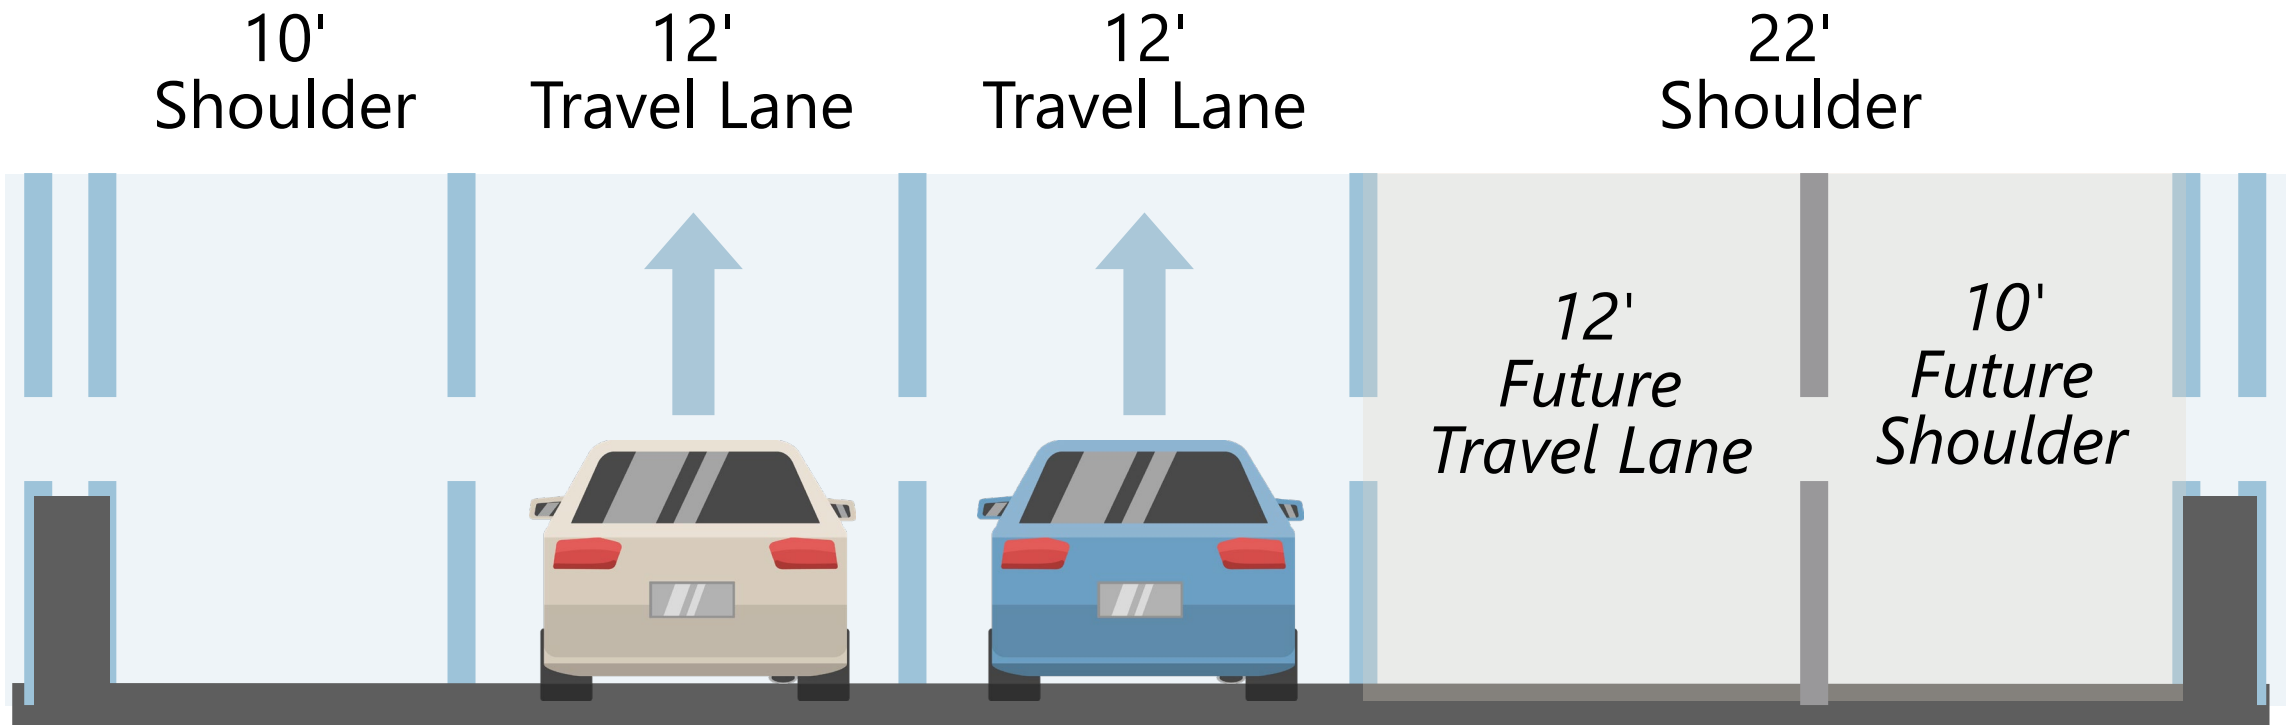 10'
Shoulder
12'
Travel Lane
12'
Travel Lane
22'
Shoulder
12'
Future
Travel Lane
10'
Future
Shoulder